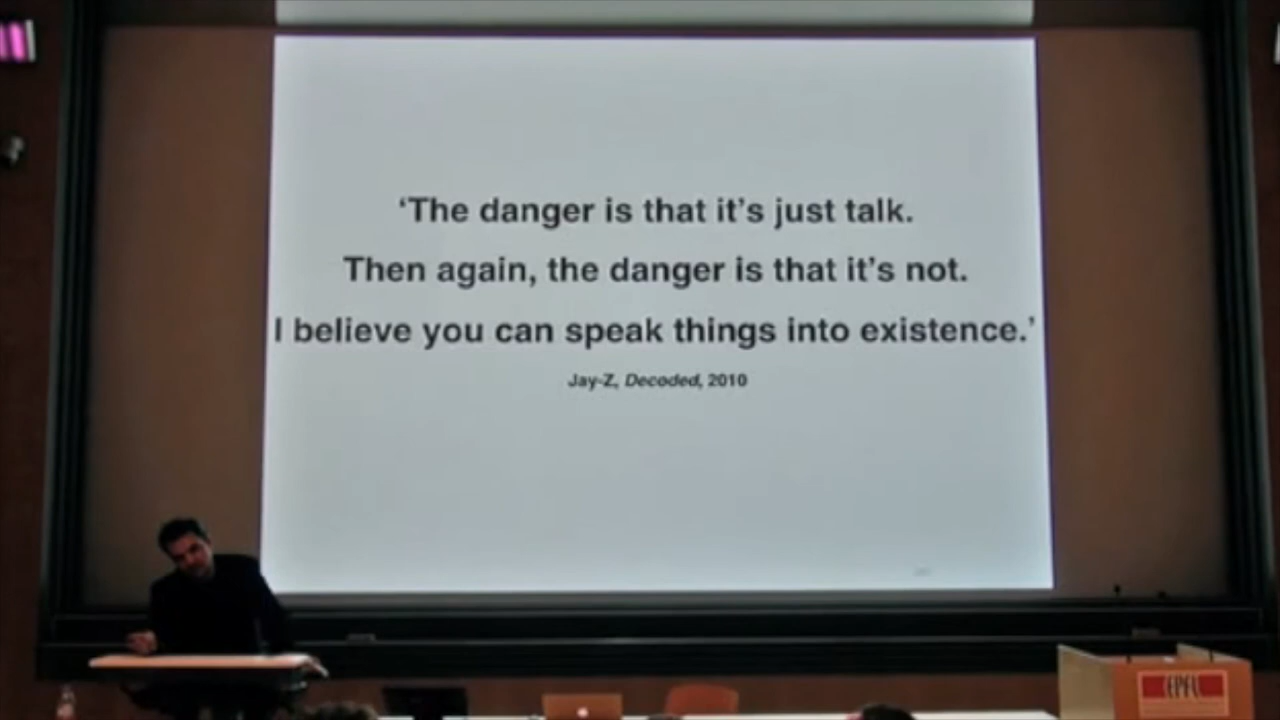 ‘The danger is that it’s just talk.
Then again, the danger is that it’s not.
I believe you can speak things into existence.’
Jay-Z, Decoded, 2010
EPFL